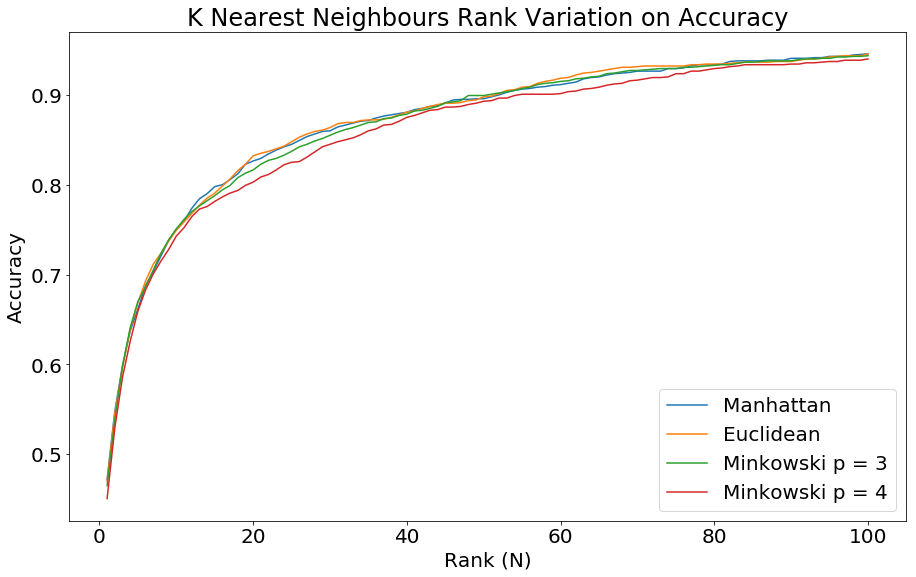 K Nearest Neighbours Rank Variation on Accuracy
0.9
0.8
0.7
0.6
0.5
Accuracy
Manhattan
Euclidean
Minkowski p = 3
Minkowski p = 4
0 20 40 60 80 100
Rank (N)